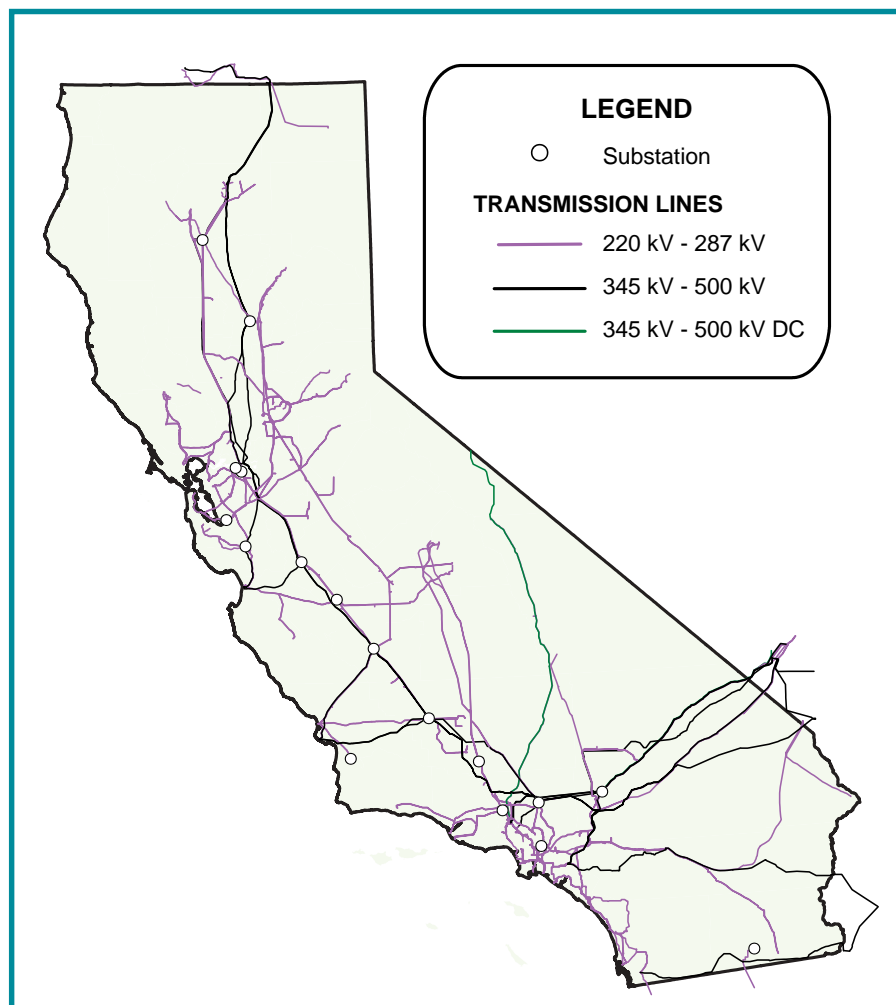 LEGEND
Substation
TRANSMISSION LINES
220 kV - 287 kV
345 kV - 500 kV
345 kV - 500 kV DC